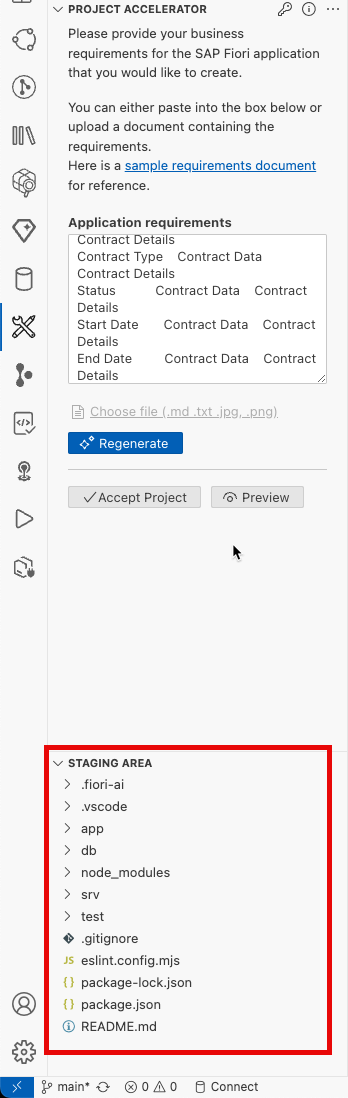 PROJECT ACCELERATOR
Please provide your business
requirements for the SAP Fiori application
that you would like to create.
You can either paste into the box below or
upload a document containing the
requirements.
Here is a sample requirements document
for reference.
Application requirements
Contract Details
Contract Type Contract Data
Contract Details
Status Contract Data Contract
Details
Start Date Contract Data Contract
Details
End Date Contract Data Contract
Details
Choose file (.md .txt .jpg, .png)
Regenerate
Accept Project Preview
STAGING AREA
.fiori-ai
.vscode
app
db
node_modules
srv
test
.gitignore
JS eslint.config.mjs
{} package-lock.json
{} package.json
README.md
main* 0 0 Connect